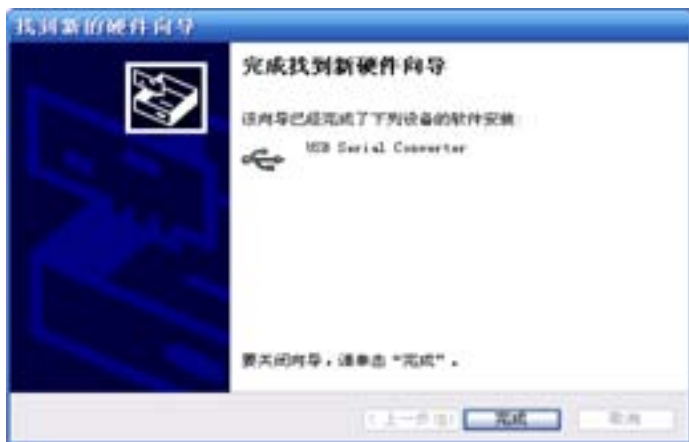 找到新的硬件向导
完成找到新硬件向导
该向导已经完成了下列设备的软件安装:
USB Serial Converter
要关闭向导，请单击“完成”。
＜上一步(B)
完成
取消